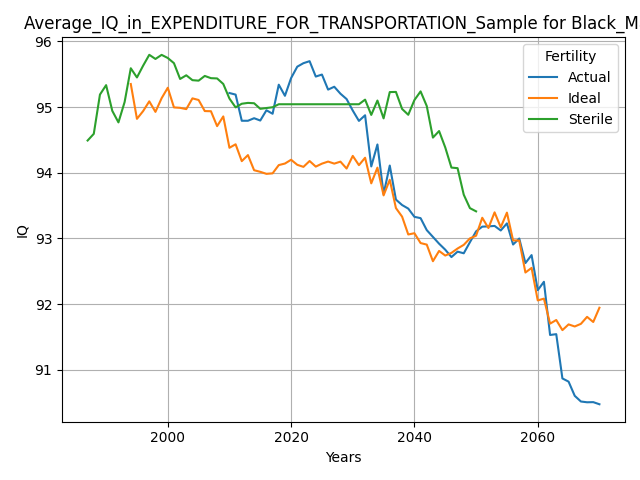 Average_IQ_in_EXPENDITURE_FOR_TRANSPORTATION_Sample for Black_M
96
95
94
93
92
91
IQ
Fertility
Actual
Ideal
Sterile
2000
2020
2040
2060
Years